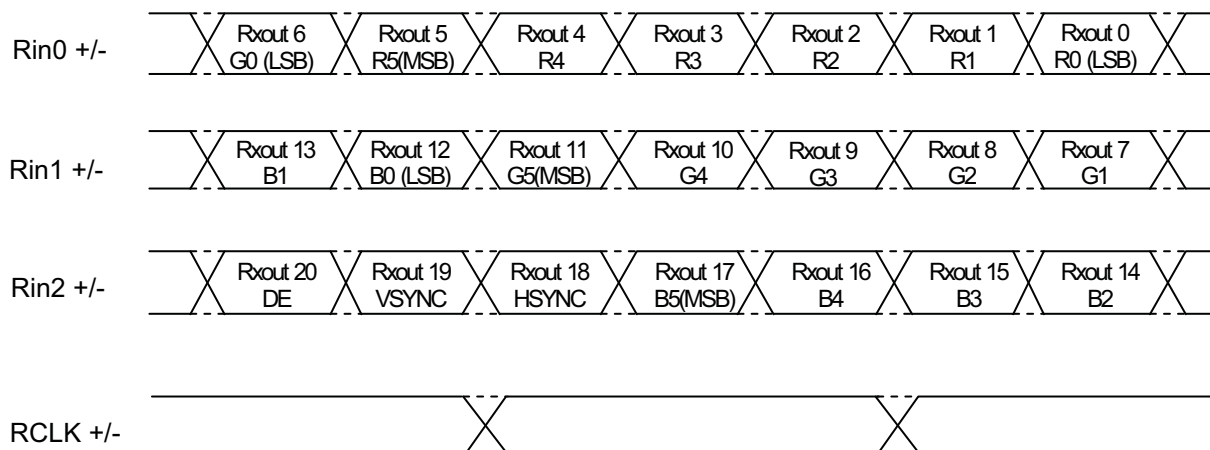 Rin0 +/-
Rxout 6 Rxout 5 Rxout 4 Rxout 3 Rxout 2 Rxout 1 Rxout 0
G0 (LSB) R5(MSB) R4 R3 R2 R1 R0 (LSB)
Rin1 +/-
Rxout 13 Rxout 12 Rxout 11 Rxout 10 Rxout 9 Rxout 8 Rxout 7
B1 B0 (LSB) G5(MSB) G4 G3 G2 G1
Rin2 +/-
Rxout 20 Rxout 19 Rxout 18 Rxout 17 Rxout 16 Rxout 15 Rxout 14
DE VSYNC HSYNC B5(MSB) B4 B3 B2
RCLK +/-